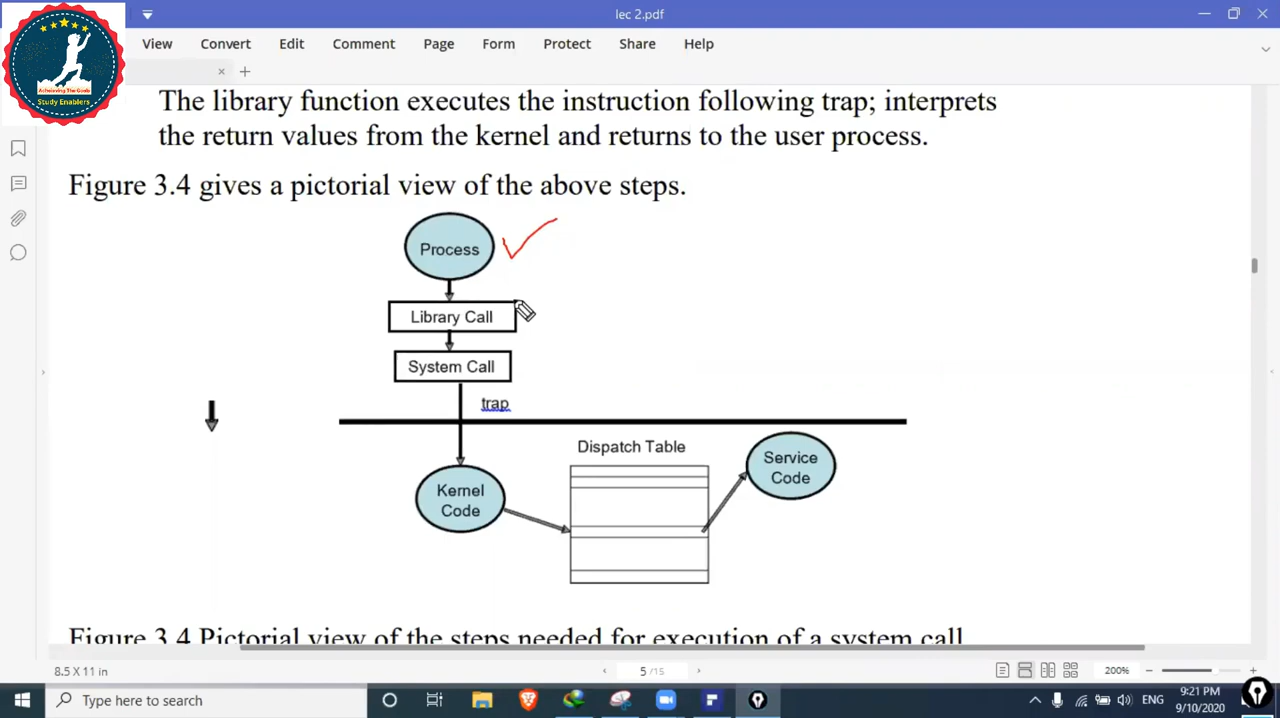 lec 2.pdf
View Convert Edit Comment Page Form Protect Share Help
Acheieving The Goals
Study Enablers
The library function executes the instruction following trap; interprets
the return values from the kernel and returns to the user process.
Figure 3.4 gives a pictorial view of the above steps.
Process
Library Call
System Call
trap
Dispatch Table
Service
Code
Kernel
Code
Figure 3.4 Pictorial view of the steps needed for execution of a system call
8.5 X 11 in
5 /15
200%
Type here to search
ENG
9:21 PM
9/10/2020